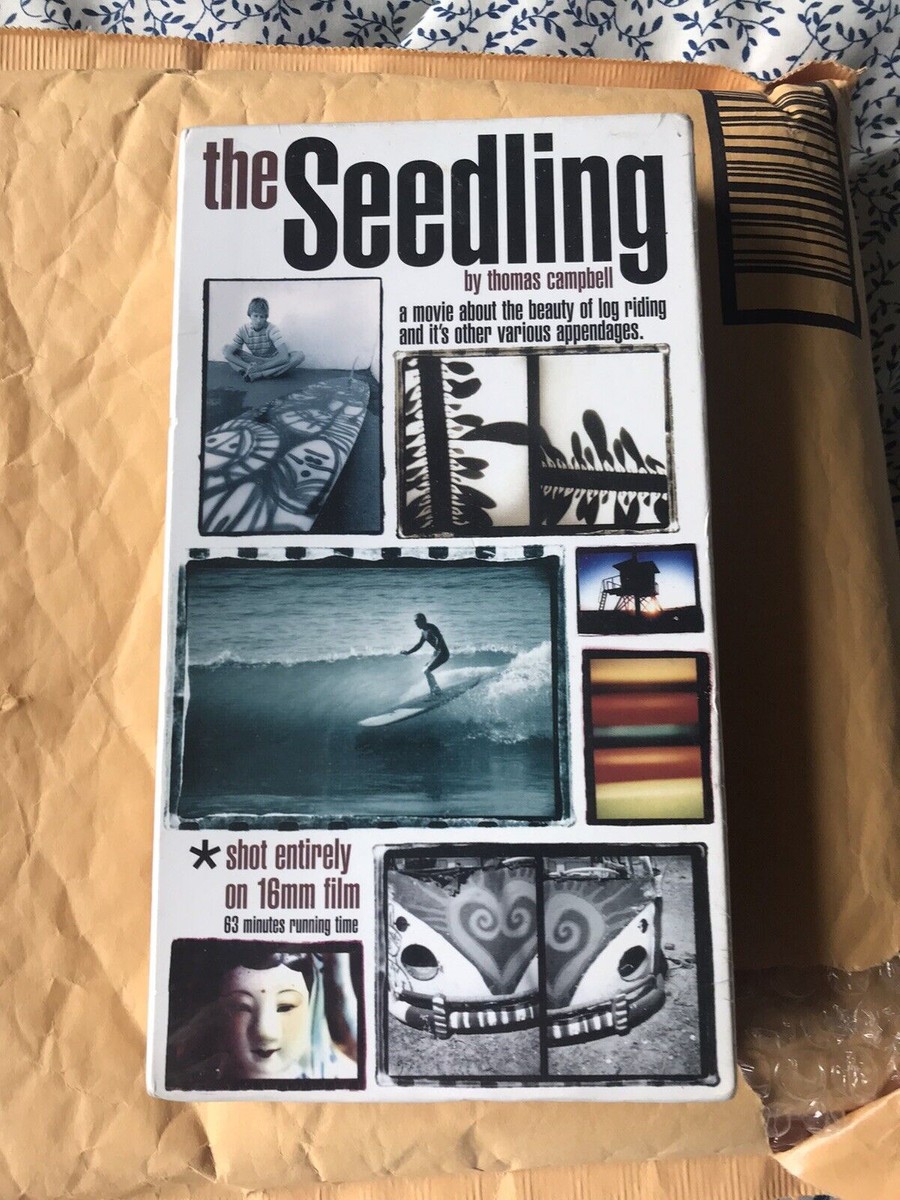 the Seedling
by thomas campbell
a movie about the beauty of log riding
and it's other various appendages.
* shot entirely
on 16mm film
63 minutes running time